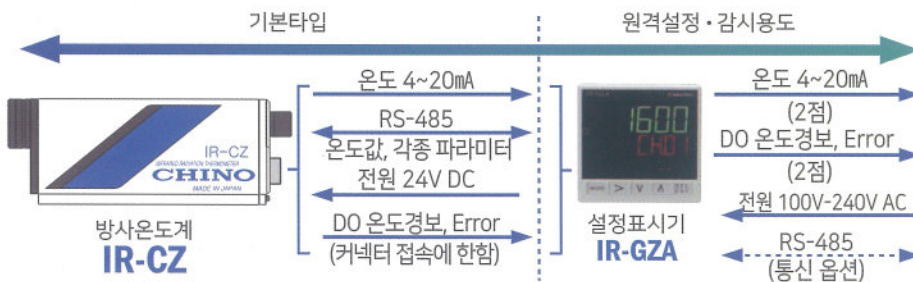 기본타입
원격설정・감시용도
온도 4~20mA
RS-485
온도값, 각종 파라미터
전원 24V DC
DO 온도경보, Error
(커넥터 접속에 한함)
IR-CZ
INFRARED RADIATION THERMOMETER
CHINO
MADE IN JAPAN
방사온도계
IR-CZ
1600
CH01
MODE
설정표시기
IR-GZA
온도 4~20mA
(2점)
DO 온도경보, Error
(2점)
전원 100V-240V AC
RS-485
(통신 옵션)